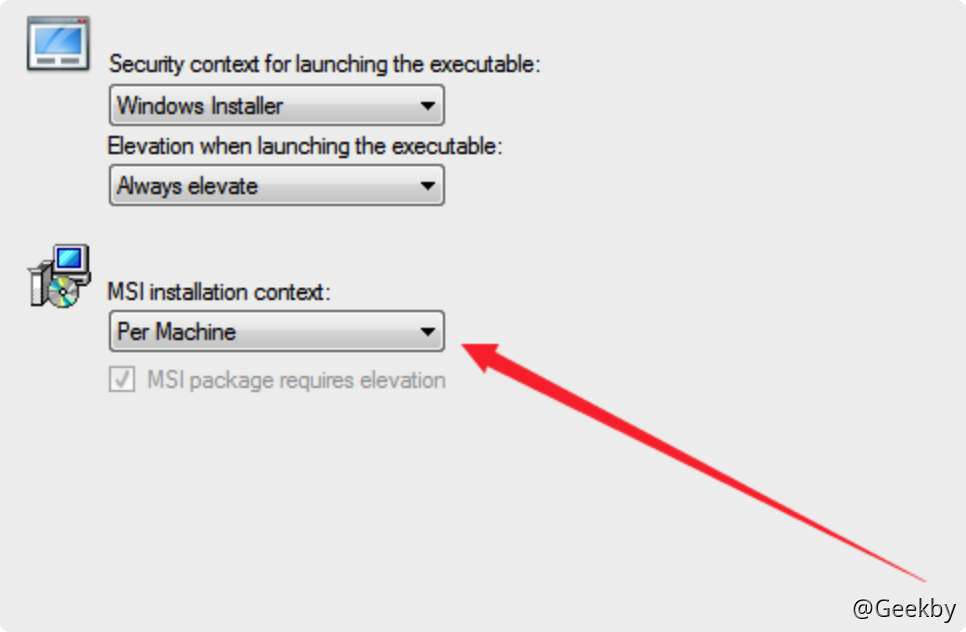 Security context for launching the executable:
Windows Installer
Elevation when launching the executable:
Always elevate
MSI installation context:
Per Machine
MSI package requires elevation
@Geekby